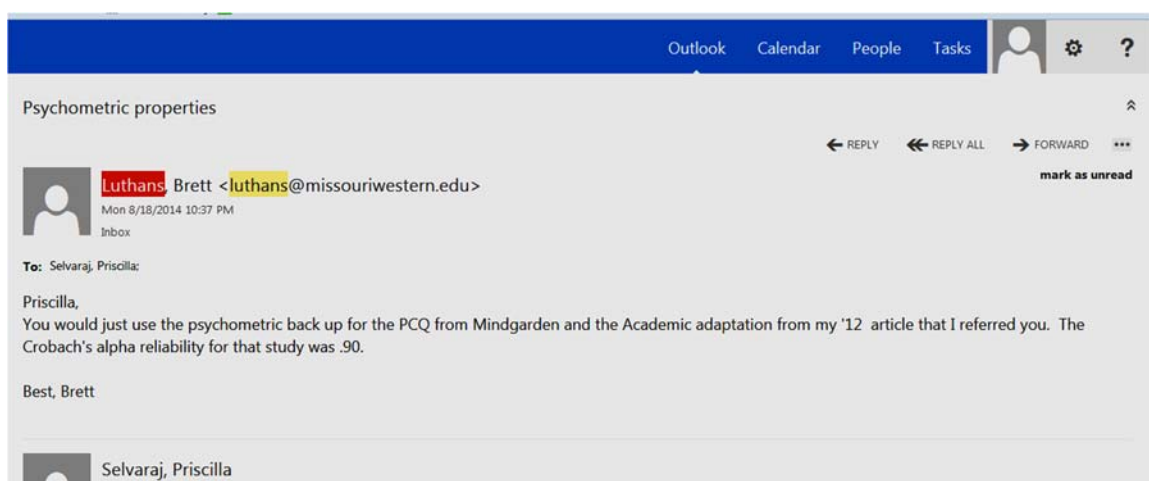 Outlook Calendar People Tasks ?
Psychometric properties
REPLY REPLY ALL FORWARD ...
mark as unread
Luthans, Brett <luthans@missouriwestern.edu>
Mon 8/18/2014 10:37 PM
Inbox
To: Selvaraj, Priscilla;
Priscilla,
You would just use the psychometric back up for the PCQ from Mindgarden and the Academic adaptation from my '12 article that I referred you. The
Crobach's alpha reliability for that study was .90.
Best, Brett
Selvaraj, Priscilla